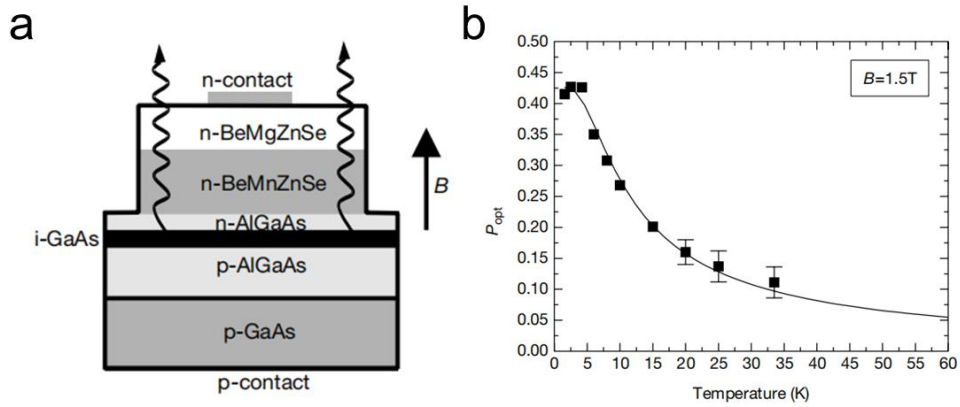 a
n-contact
n-BeMgZnSe
n-BeMnZnSe
B
n-AlGaAs
i-GaAs
p-AlGaAs
p-GaAs
p-contact
b
B=1.5T
P_opt
0.50
0.45
0.40
0.35
0.30
0.25
0.20
0.15
0.10
0.05
0.00
0 5 10 15 20 25 30 35 40 45 50 55 60
Temperature (K)